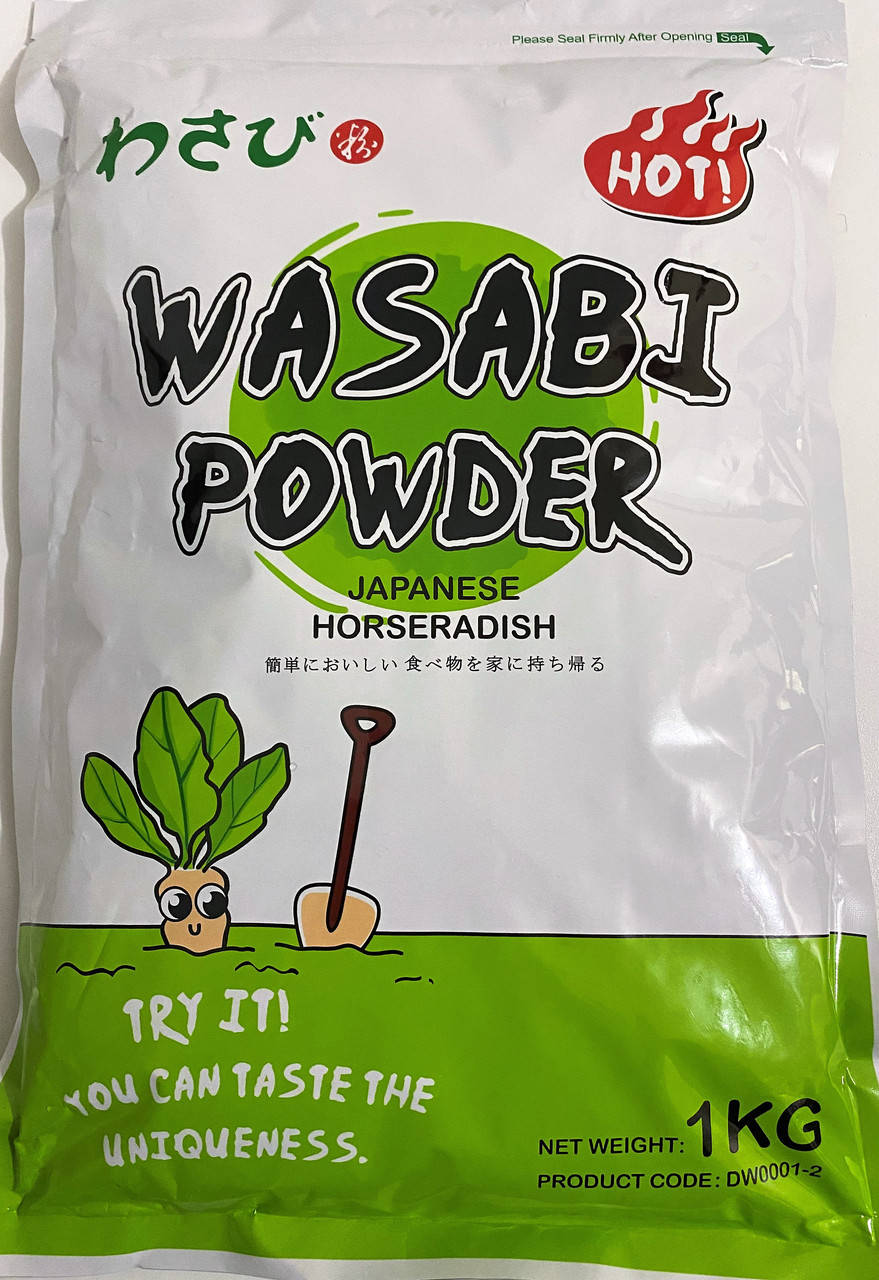 Please Seal Firmly After Opening Seal
わさび 粉
HOT!
WASABI
POWDER
JAPANESE
HORSERADISH
簡単においしい 食べ物を家に持ち帰る
TRY IT!
YOU CAN TASTE THE
UNIQUENESS.
NET WEIGHT: 1KG
PRODUCT CODE: DW0001-2